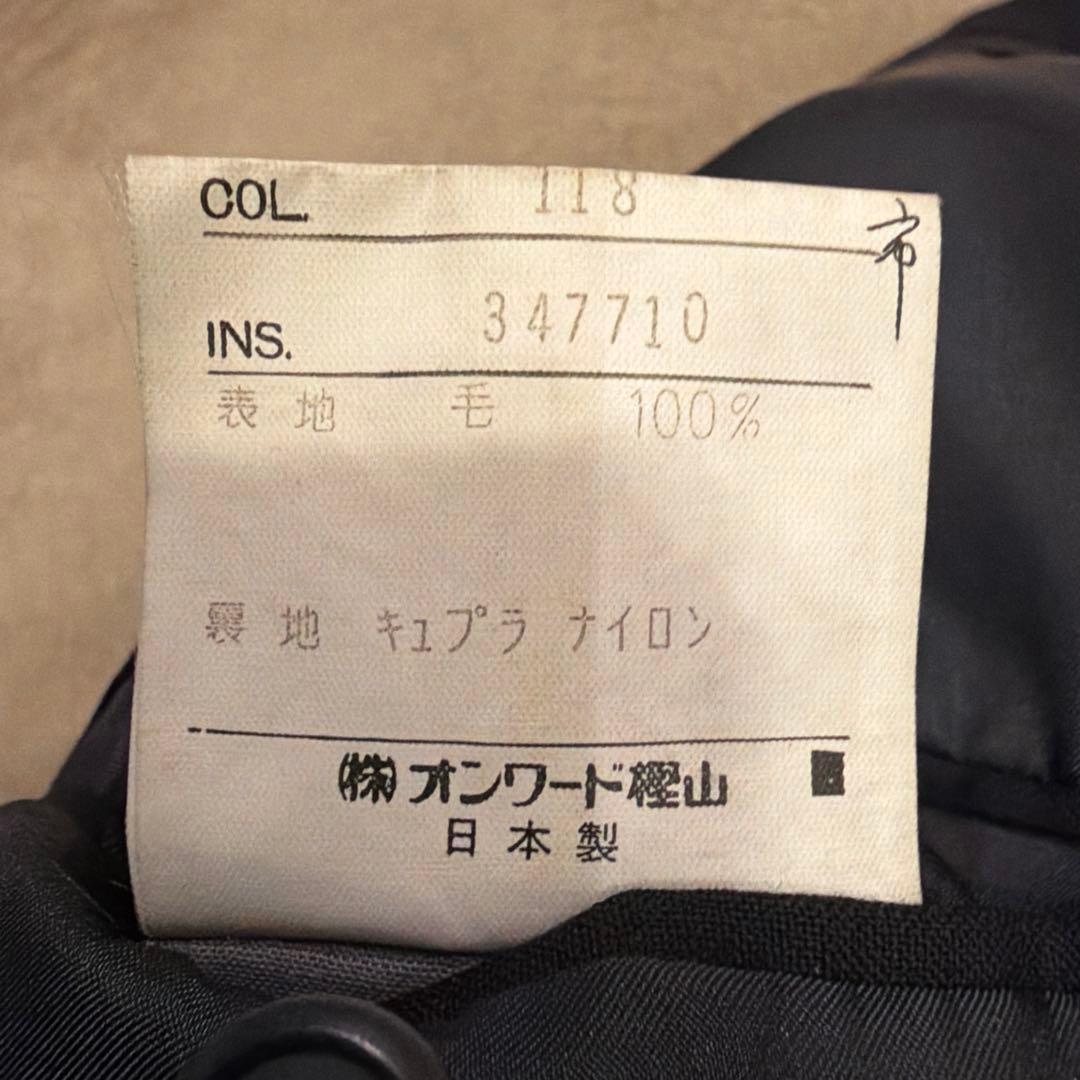 COL. 118
市
INS. 347710
表地 毛 100%
裏地 キュプラ ナイロン
㈱オンワード樫山
日本製